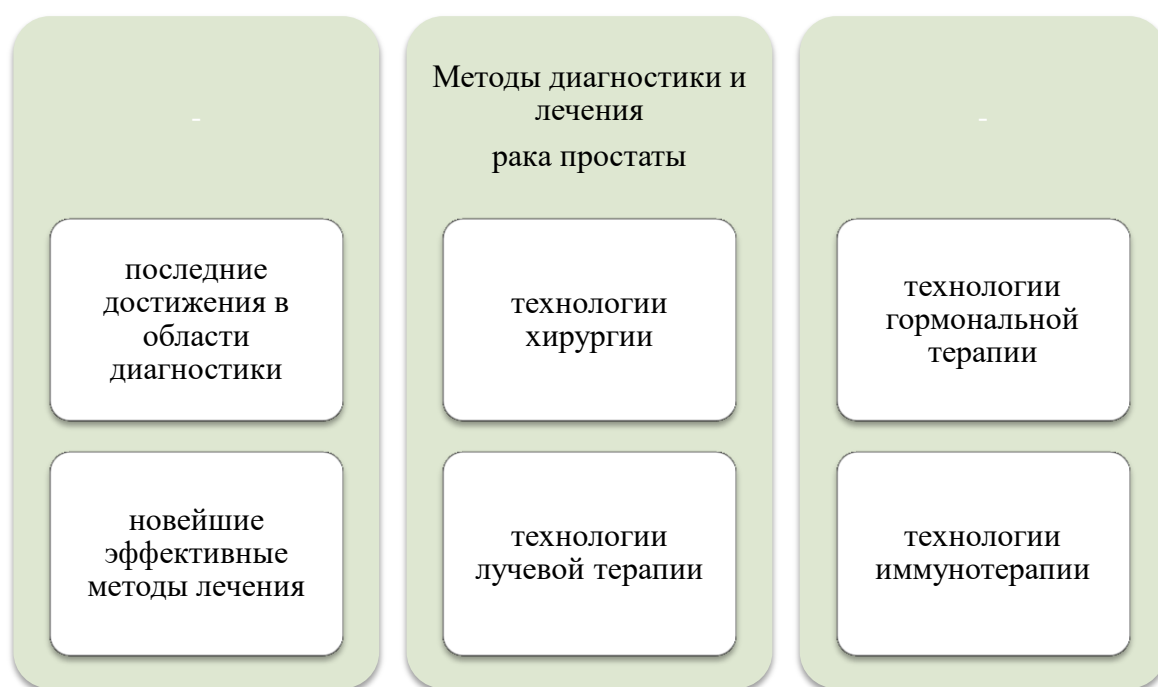 -
Методы диагностики и
лечения
рака простаты
-
последние
достижения в
области
диагностики
технологии
хирургии
технологии
гормональной
терапии
новейшие
эффективные
методы лечения
технологии
лучевой терапии
технологии
иммунотерапии